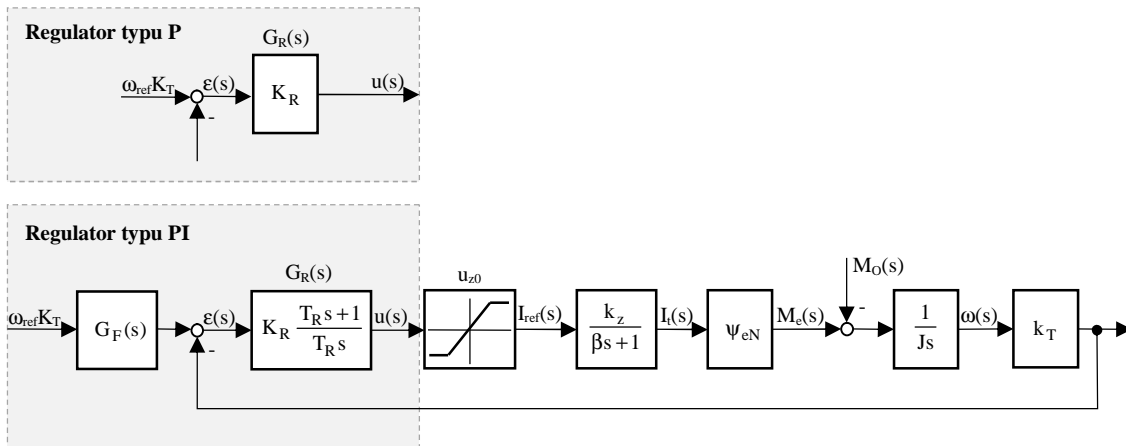 Regulator typu P
G_R(s)
ω_ref K_T
ε(s)
K_R
u(s)
-
Regulator typu PI
G_R(s)
u_z0
M_O(s)
-
ω_ref K_T
G_F(s)
ε(s)
K_R (T_R s + 1)/(T_R s)
u(s)
I_ref(s)
k_z/(βs + 1)
I_t(s)
ψ_eN
M_e(s)
1/(Js)
ω(s)
k_T
-